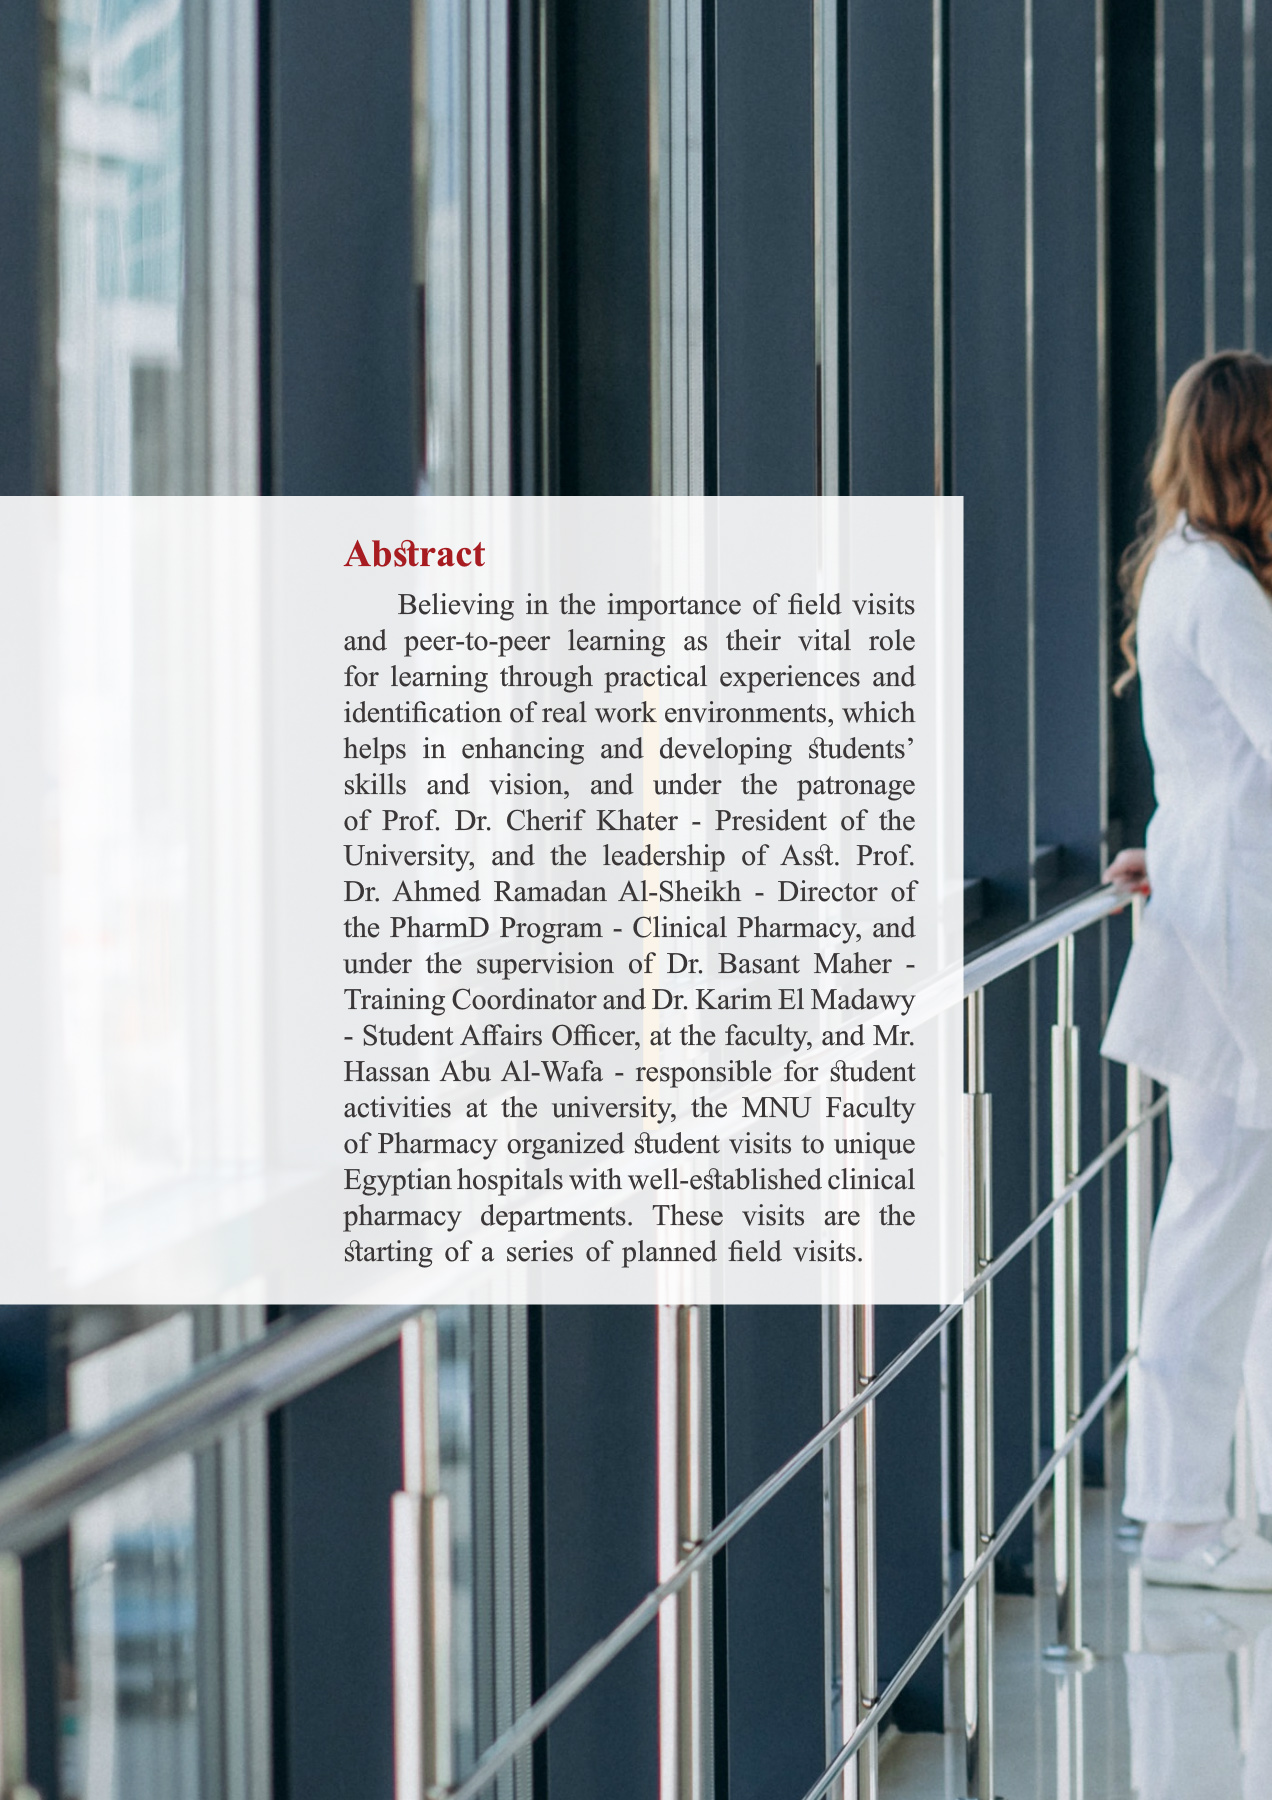 Abstract
Believing in the importance of field visits
and peer-to-peer learning as their vital role
for learning through practical experiences and
identification of real work environments, which
helps in enhancing and developing students’
skills and vision, and under the patronage
of Prof. Dr. Cherif Khater - President of the
University, and the leadership of Asst. Prof.
Dr. Ahmed Ramadan Al-Sheikh - Director of
the PharmD Program - Clinical Pharmacy, and
under the supervision of Dr. Basant Maher -
Training Coordinator and Dr. Karim El Madawy
- Student Affairs Officer, at the faculty, and Mr.
Hassan Abu Al-Wafa - responsible for student
activities at the university, the MNU Faculty
of Pharmacy organized student visits to unique
Egyptian hospitals with well-established clinical
pharmacy departments. These visits are the
starting of a series of planned field visits.